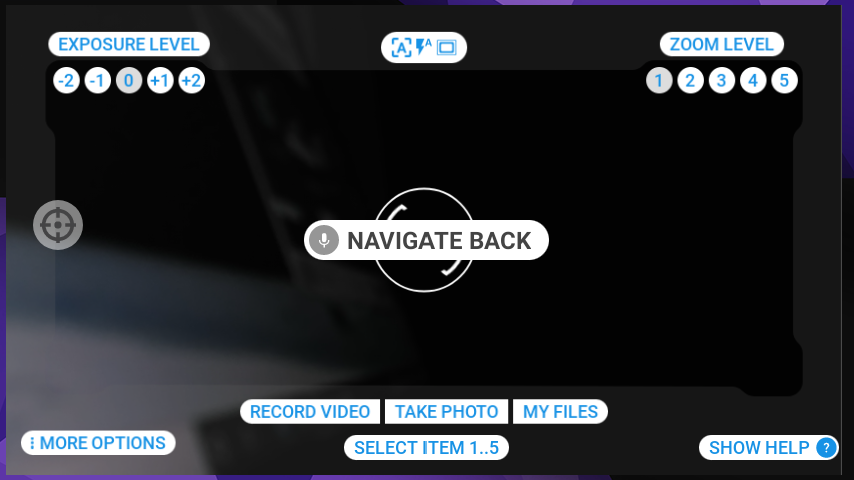 EXPOSURE LEVEL
A A
ZOOM LEVEL
-2 -1 0 +1 +2
1 2 3 4 5
NAVIGATE BACK
RECORD VIDEO TAKE PHOTO MY FILES
MORE OPTIONS
SELECT ITEM 1..5
SHOW HELP ?